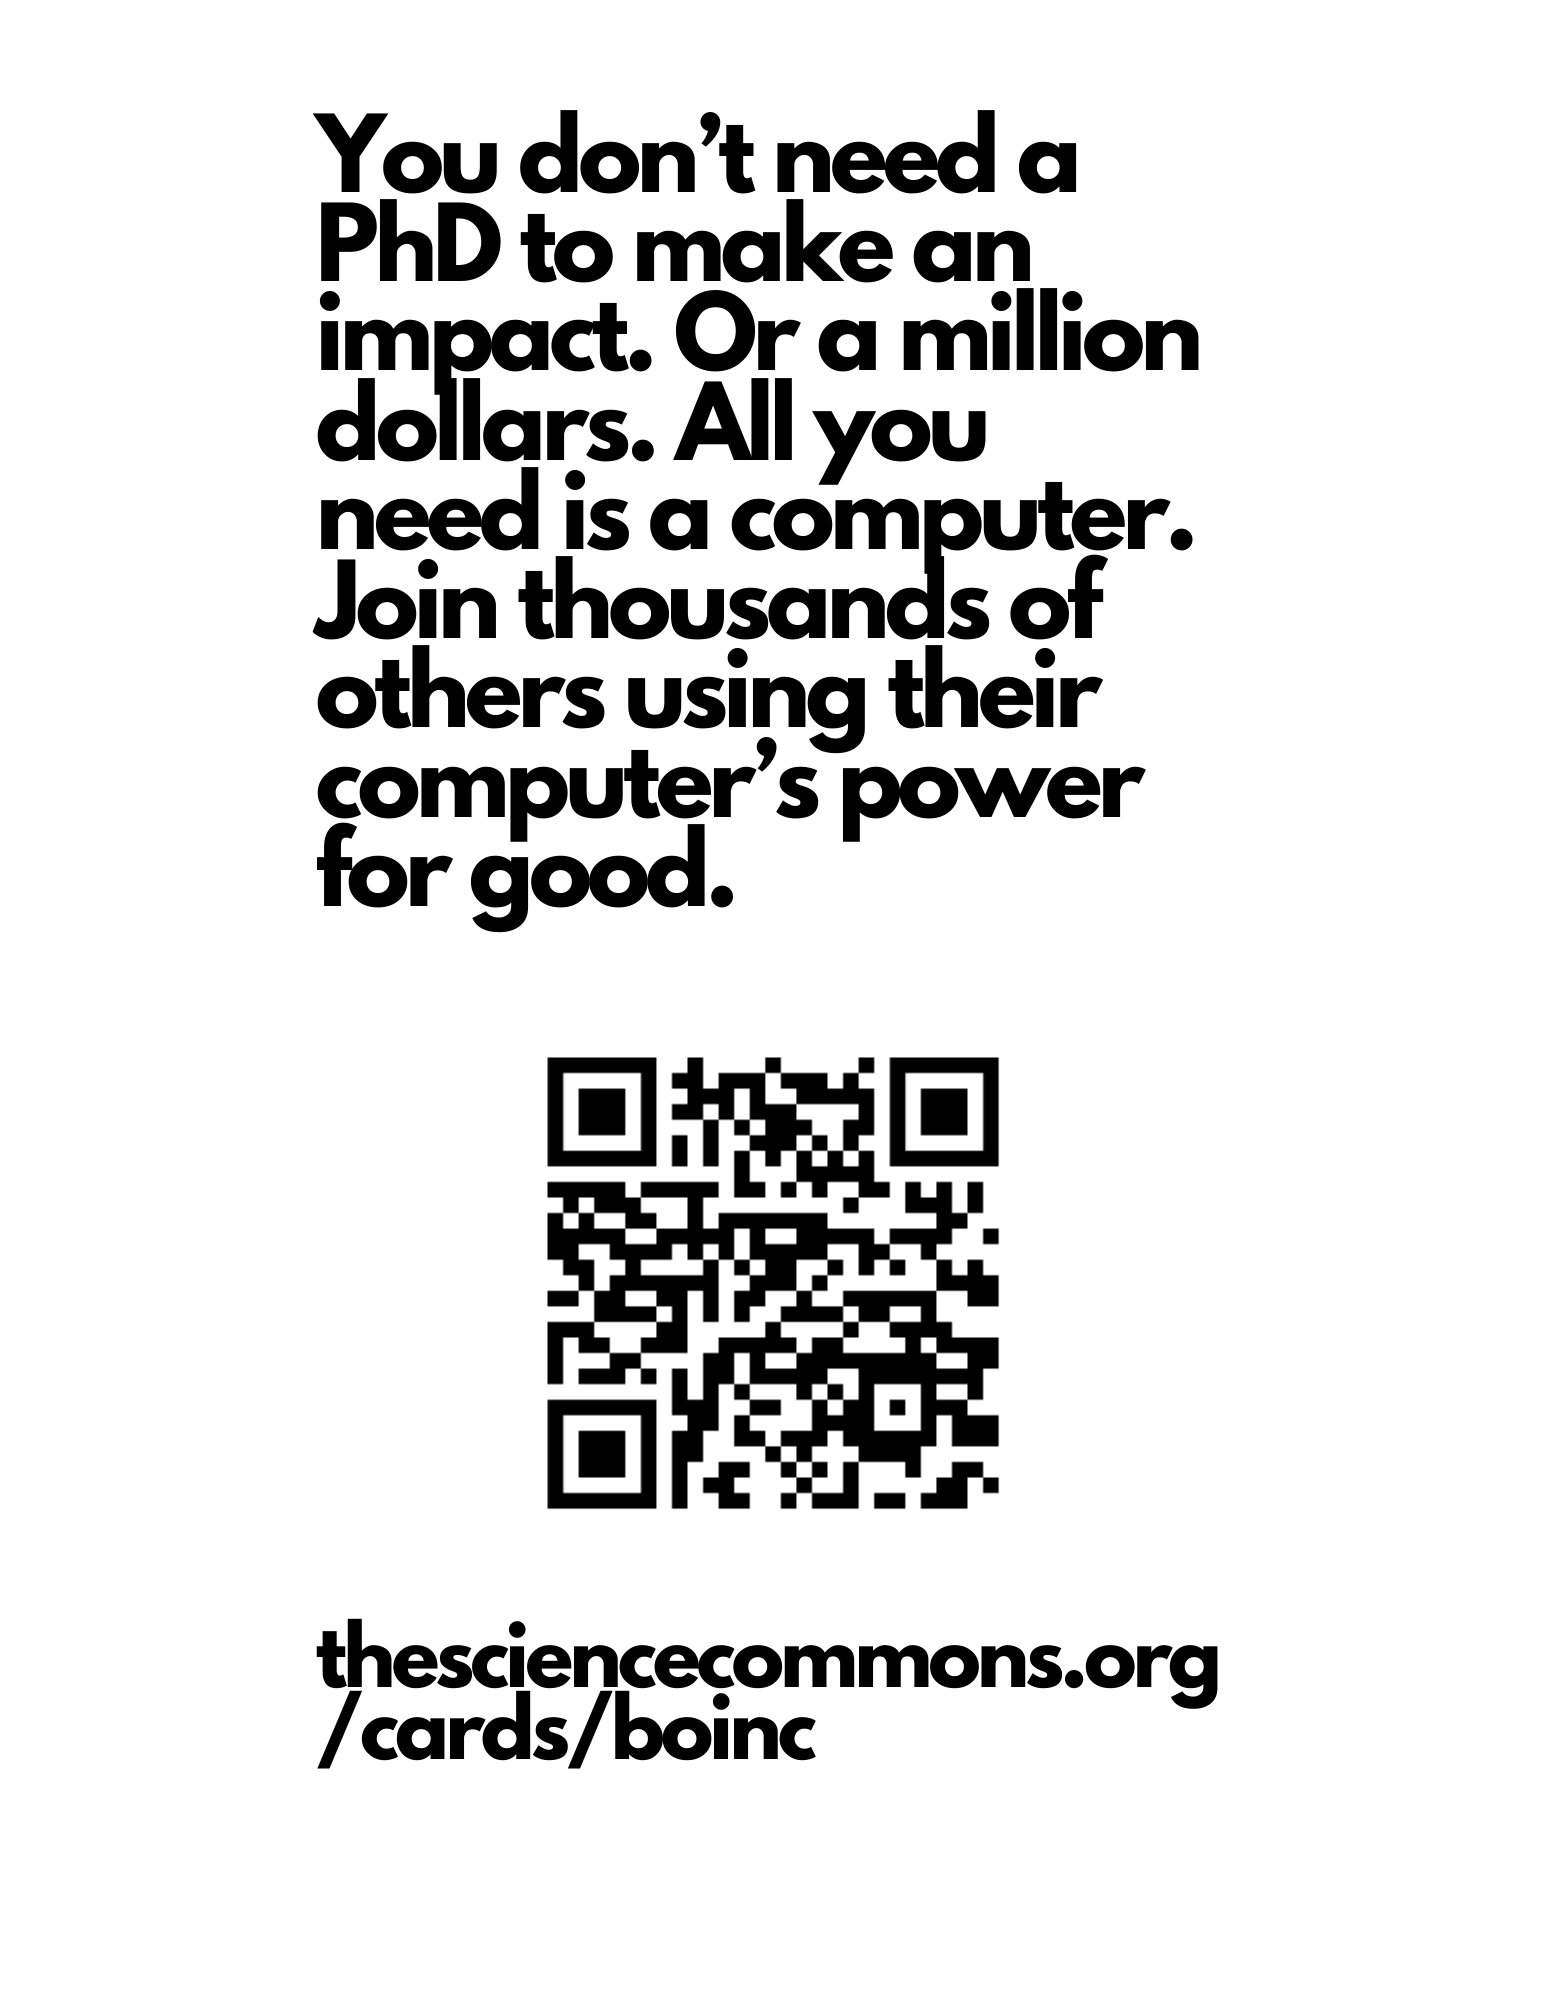 You don’t need a
PhD to make an
impact. Or a million
dollars. All you
need is a computer.
Join thousands of
others using their
computer’s power
for good.
thesciencecommons.org
/cards/boinc